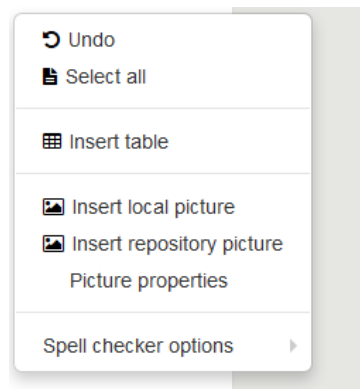 Undo
Select all
Insert table
Insert local picture
Insert repository picture
Picture properties
Spell checker options